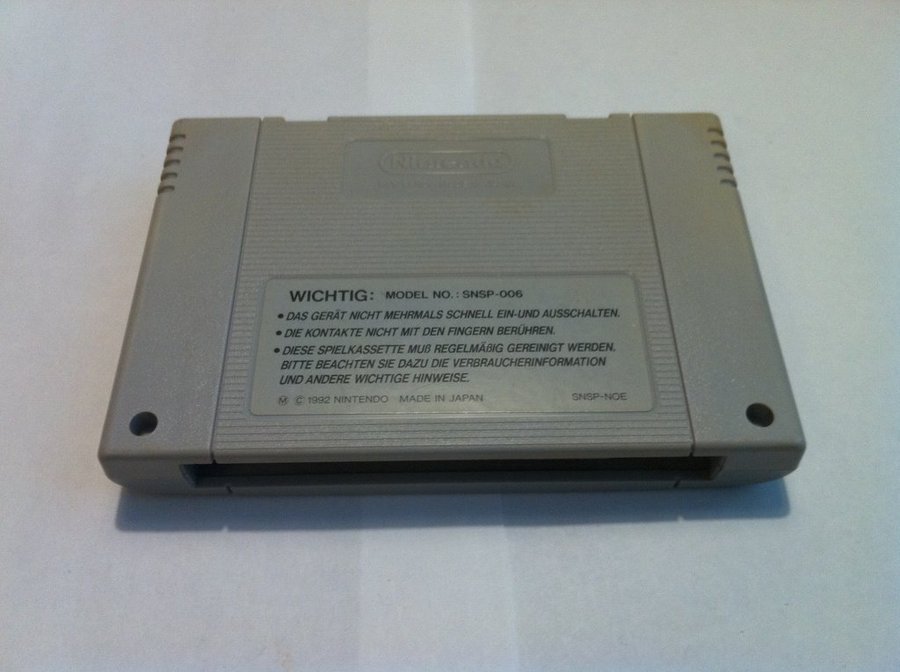 Nintendo
WICHTIG: MODEL NO.: SNSP-006
• DAS GERÄT NICHT MEHRMALS SCHNELL EIN-UND AUSSCHALTEN.
• DIE KONTAKTE NICHT MIT DEN FINGERN BERÜHREN.
• DIESE SPIELKASSETTE MUß REGELMÄßIG GEREINIGT WERDEN.
BITTE BEACHTEN SIE DAZU DIE VERBRAUCHERINFORMATION
UND ANDERE WICHTIGE HINWEISE.
Ⓜ © 1992 NINTENDO MADE IN JAPAN SNSP-NOE